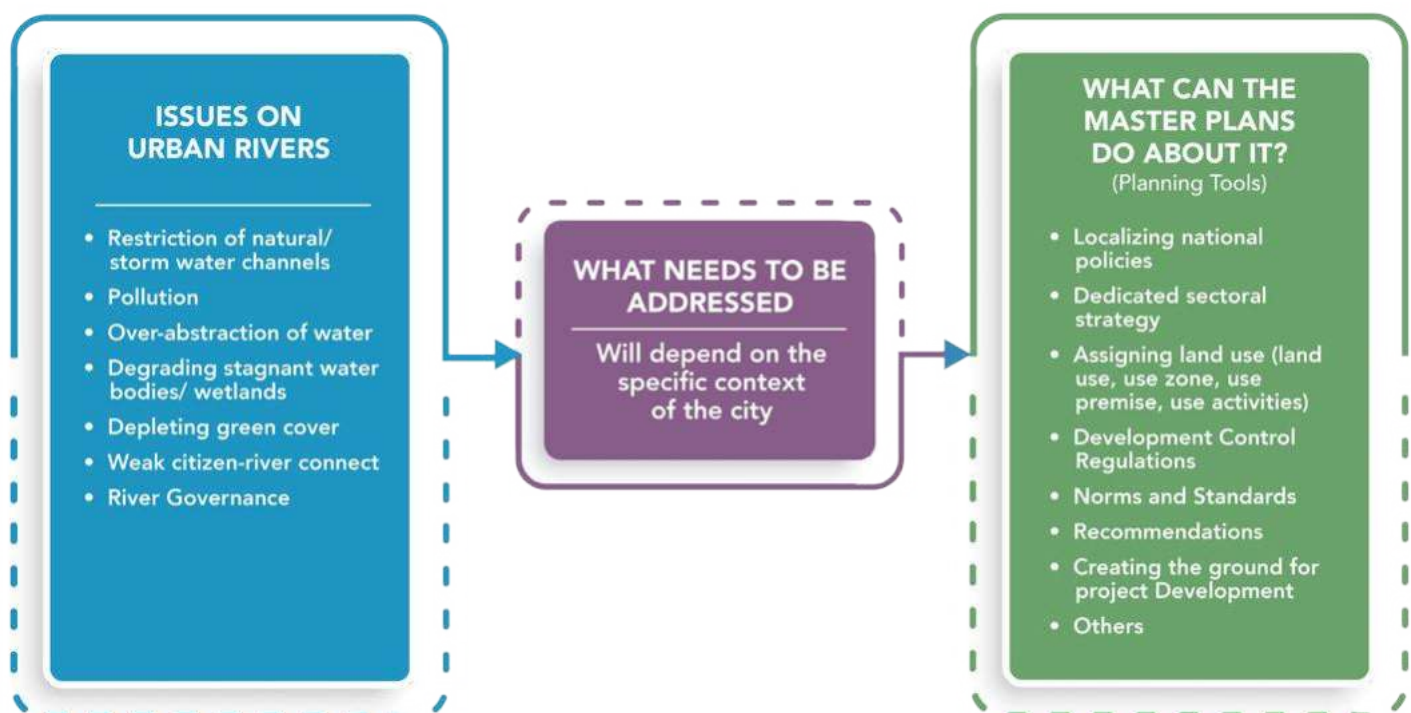 ISSUES ON
URBAN RIVERS
• Restriction of natural/
storm water channels
• Pollution
• Over-abstraction of water
• Degrading stagnant water
bodies/ wetlands
• Depleting green cover
• Weak citizen-river connect
• River Governance
WHAT NEEDS TO BE
ADDRESSED
Will depend on the
specific context
of the city
WHAT CAN THE
MASTER PLANS
DO ABOUT IT?
(Planning Tools)
• Localizing national
policies
• Dedicated sectoral
strategy
• Assigning land use (land
use, use zone, use
premise, use activities)
• Development Control
Regulations
• Norms and Standards
• Recommendations
• Creating the ground for
project Development
• Others